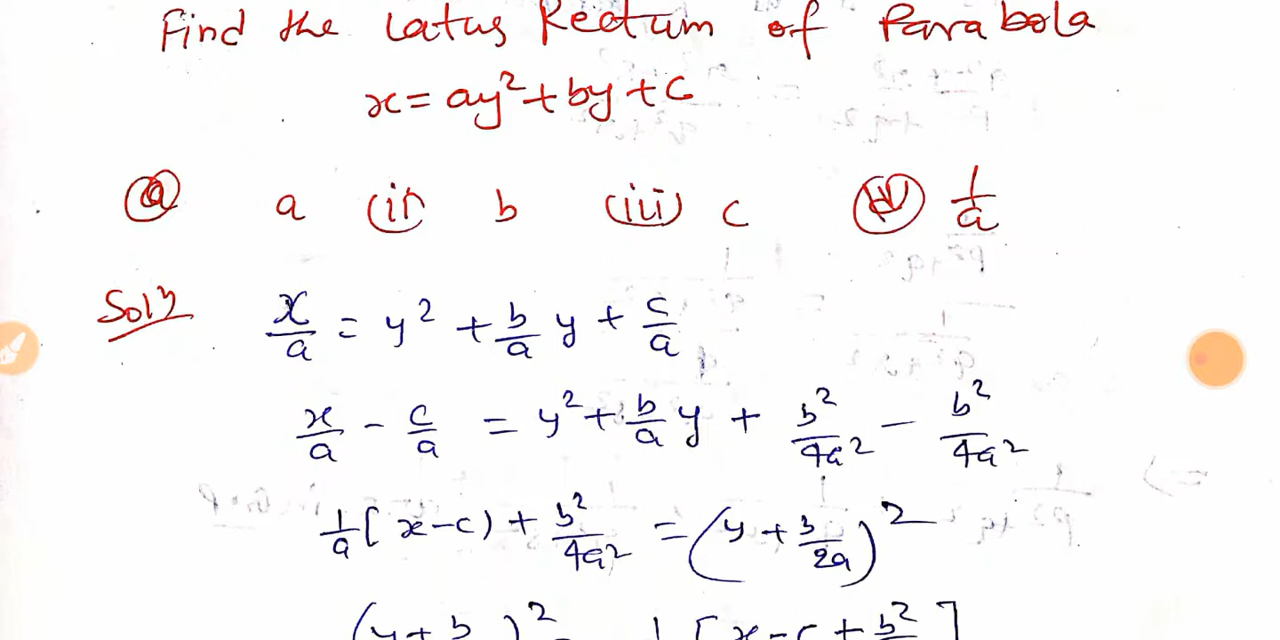 Find the Latus Rectum of Parabola
x = ay² + by + c
(a) a (ii) b (iii) c (iv) 1/a
Solⁿ x/a = y² + b/a y + c/a
x/a - c/a = y² + b/a y + b²/4a² - b²/4a²
1/a [x-c) + b²/4a² = (y + b/2a)²